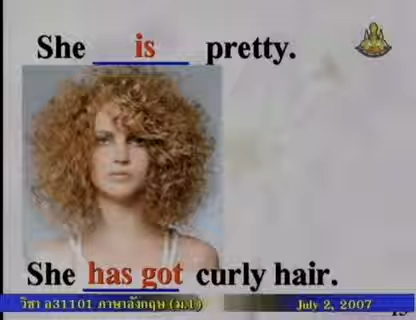 She is pretty.
She has got curly hair.
วิชา อ31101 ภาษาอังกฤษ (ม.1)
July 2, 2007